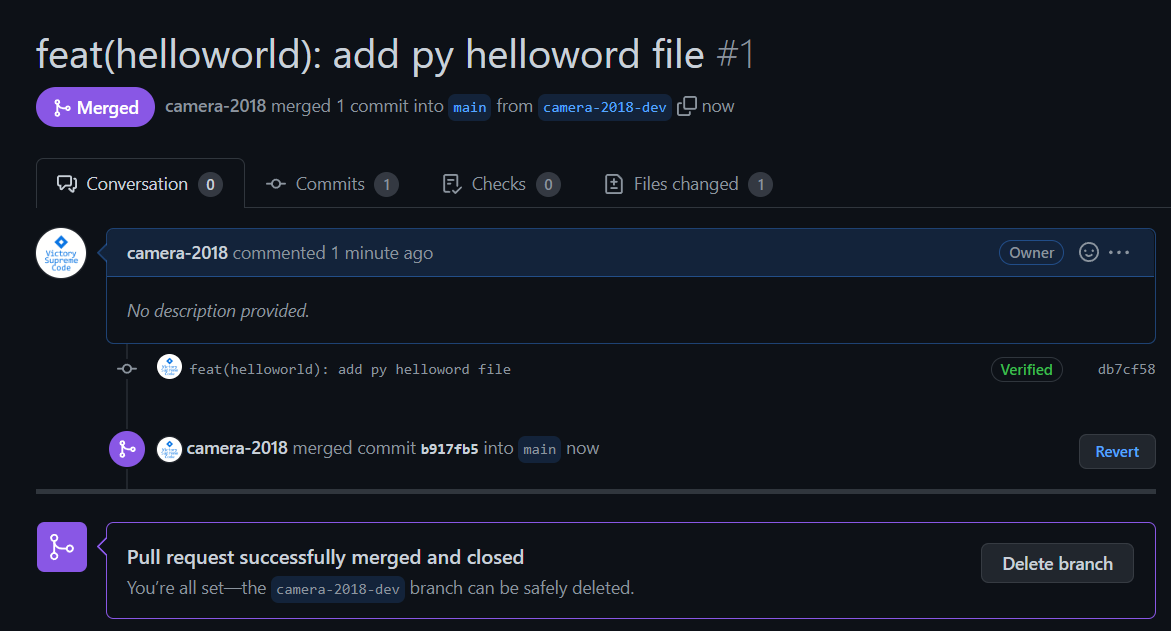 feat(helloworld): add py helloword file #1
Merged camera-2018 merged 1 commit into main from camera-2018-dev now
Conversation 0 Commits 1 Checks 0 Files changed 1
Victory
Supreme
Code
camera-2018 commented 1 minute ago Owner
No description provided.
feat(helloworld): add py helloword file Verified db7cf58
camera-2018 merged commit b917fb5 into main now Revert
Pull request successfully merged and closed
You're all set—the camera-2018-dev branch can be safely deleted. Delete branch